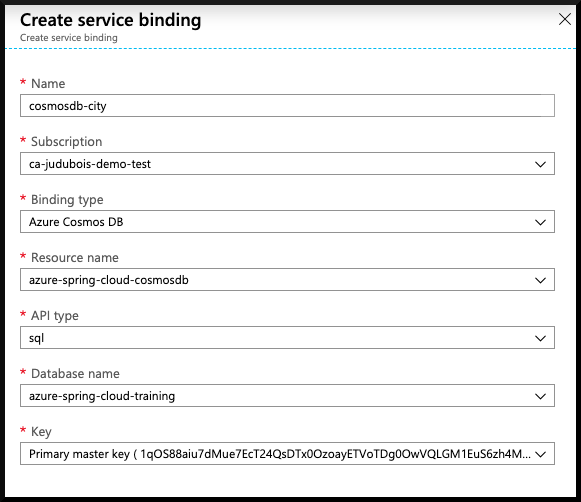 Create service binding
Create service binding
* Name
cosmosdb-city
* Subscription
ca-judubois-demo-test
* Binding type
Azure Cosmos DB
* Resource name
azure-spring-cloud-cosmosdb
* API type
sql
* Database name
azure-spring-cloud-training
* Key
Primary master key ( 1qOS88aiu7dMue7EcT24QsDTx0OzoayETVoTDg0OwVQLGM1EuS6zh4M...